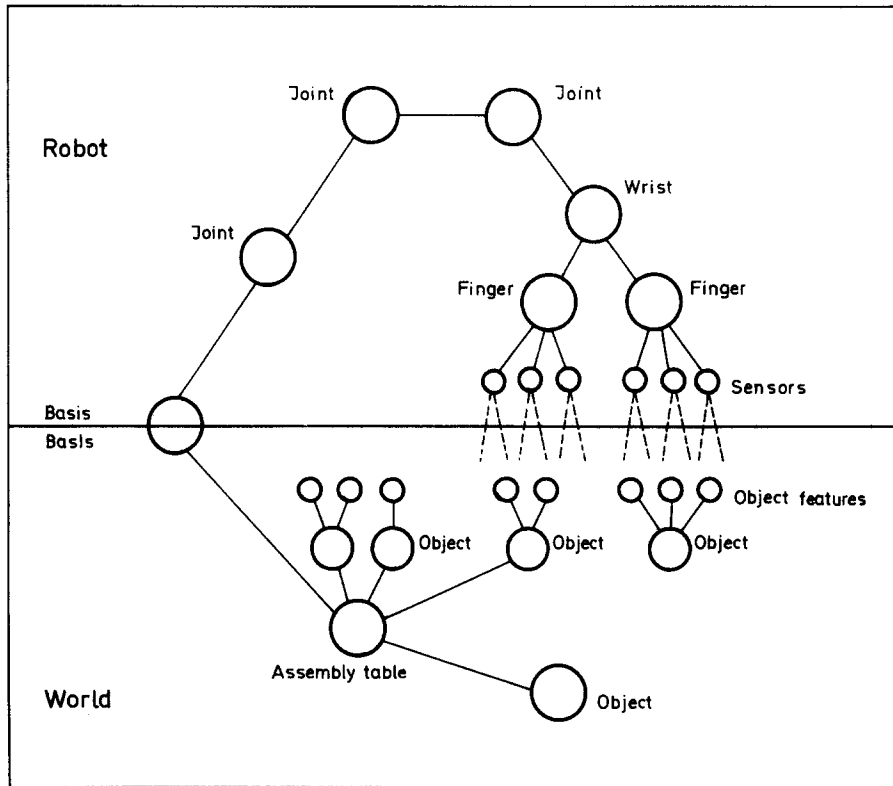 Joint
Joint
Robot
Wrist
Joint
Finger
Finger
Sensors
Basis
Basis
Object features
Object
Object
Object
Assembly table
World
Object